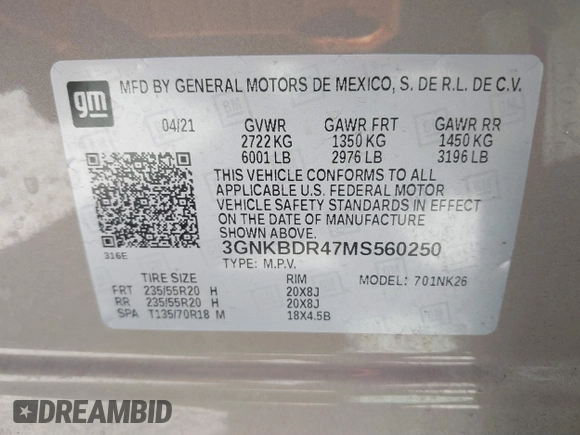 gm
MFD BY GENERAL MOTORS DE MEXICO, S. DE R.L. DE C.V.
04/21 GVWR GAWR FRT GAWR RR
2722 KG 1350 KG 1450 KG
6001 LB 2976 LB 3196 LB
THIS VEHICLE CONFORMS TO ALL
APPLICABLE U.S. FEDERAL MOTOR
VEHICLE SAFETY STANDARDS IN EFFECT
ON THE DATE OF MANUFACTURE
SHOWN ABOVE.
316E
3GNKBDR47MS560250
TYPE: M.P.V. MODEL: 701NK26
TIRE SIZE RIM
FRT 235/55R20 H 20X8J
RR 235/55R20 H 20X8J
SPA T135/70R18 M 18X4.5B
DREAMBID